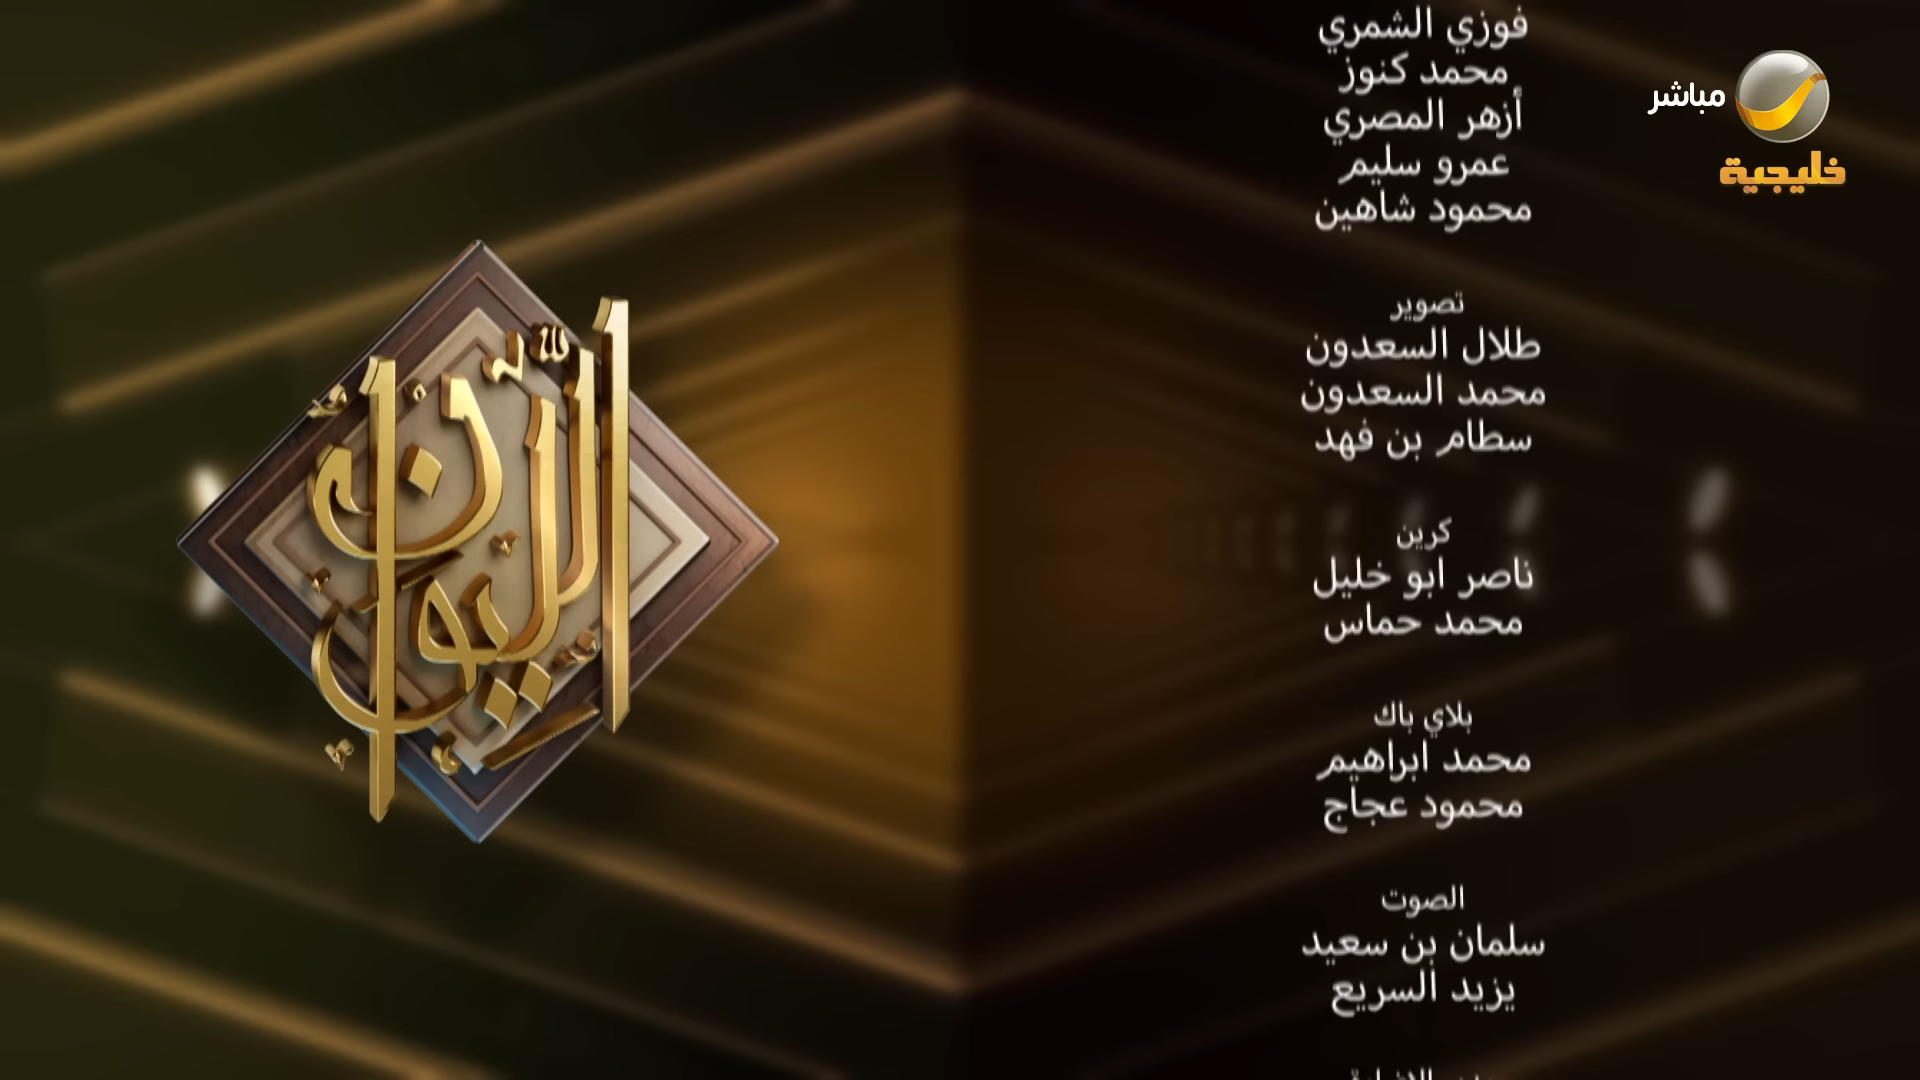 فوزي الشمري
محمد كنوز
أزهر المصري
عمرو سليم
محمود شاهين
مباشر
خليجية
الليوان
تصوير
طلال السعدون
محمد السعدون
سطام بن فهد
كرين
ناصر ابو خليل
محمد حماس
بلاي باك
محمد ابراهيم
محمود عجاج
الصوت
سلمان بن سعيد
يزيد السريع